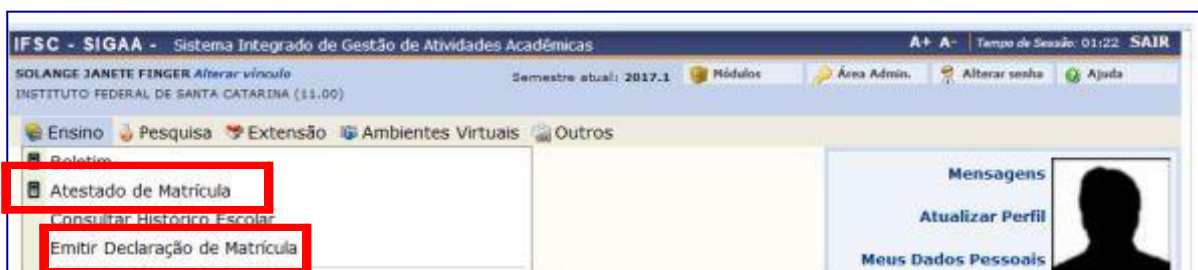 IFSC - SIGAA - Sistema Integrado de Gestão de Atividades Acadêmicas A+ A- Tempo de Sessão: 01:22 SAIR
SOLANGE JANETE FINGER Alterar vínculo Semestre atual: 2017.1 Módulos Área Admin. Alterar senha Ajuda
INSTITUTO FEDERAL DE SANTA CATARINA (11.00)
Ensino Pesquisa Extensão Ambientes Virtuais Outros
Boletim
Atestado de Matrícula
Consultar Histórico Escolar
Emitir Declaração de Matrícula
Mensagens
Atualizar Perfil
Meus Dados Pessoais